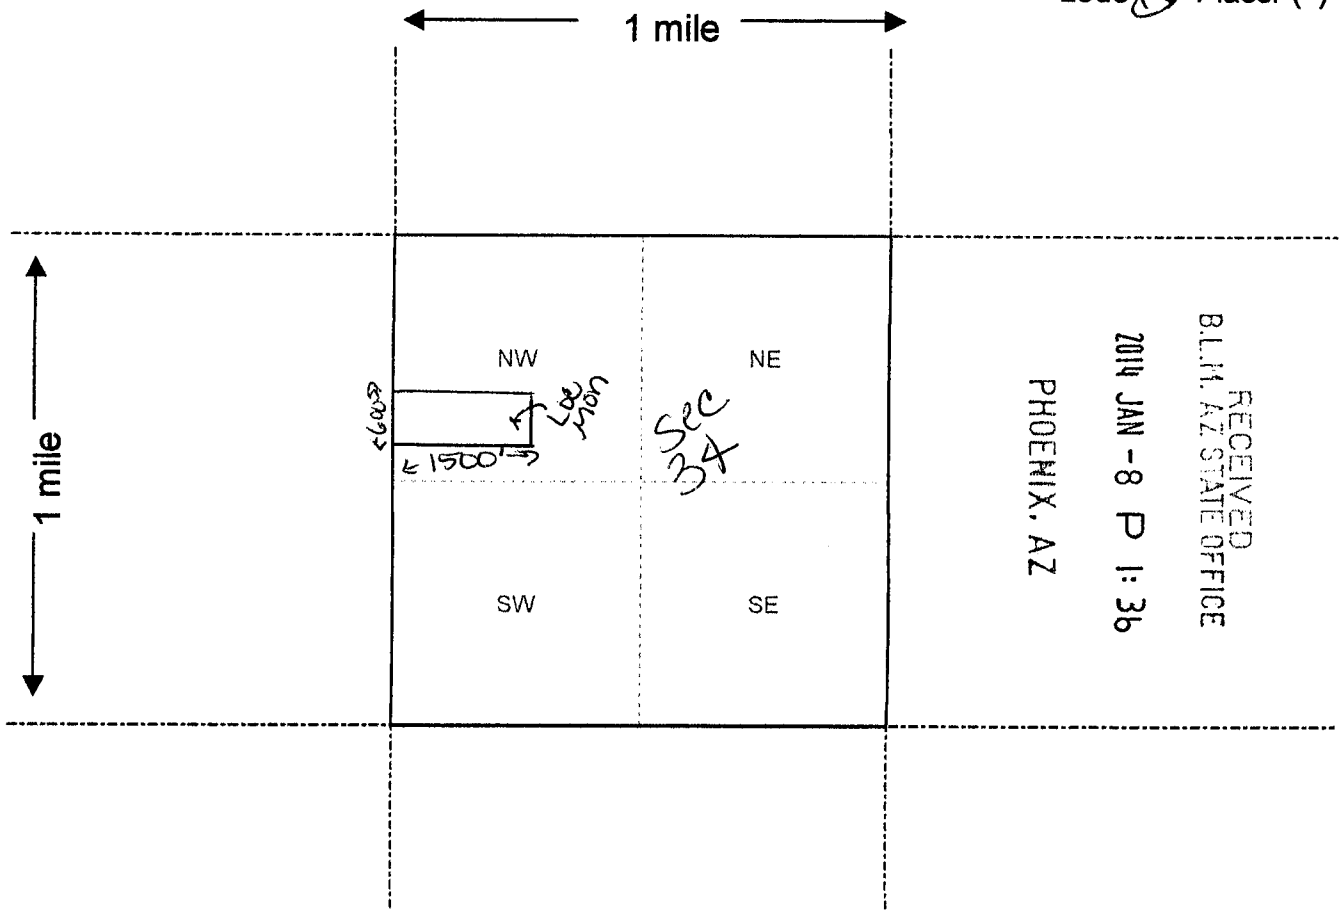 Placer ( )
1 mile
1 mile
NW
NE
Sec
34
Loc
Mon
<600'>
< 1500' >
SW
SE
RECEIVED
B.L.M. AZ STATE OFFICE
2014 JAN -8 P 1:36
PHOENIX, AZ